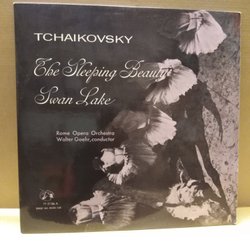 TCHAIKOVSKY
The Sleeping Beauty
Swan Lake
Rome Opera Orchestra
Walter Goehr, conductor